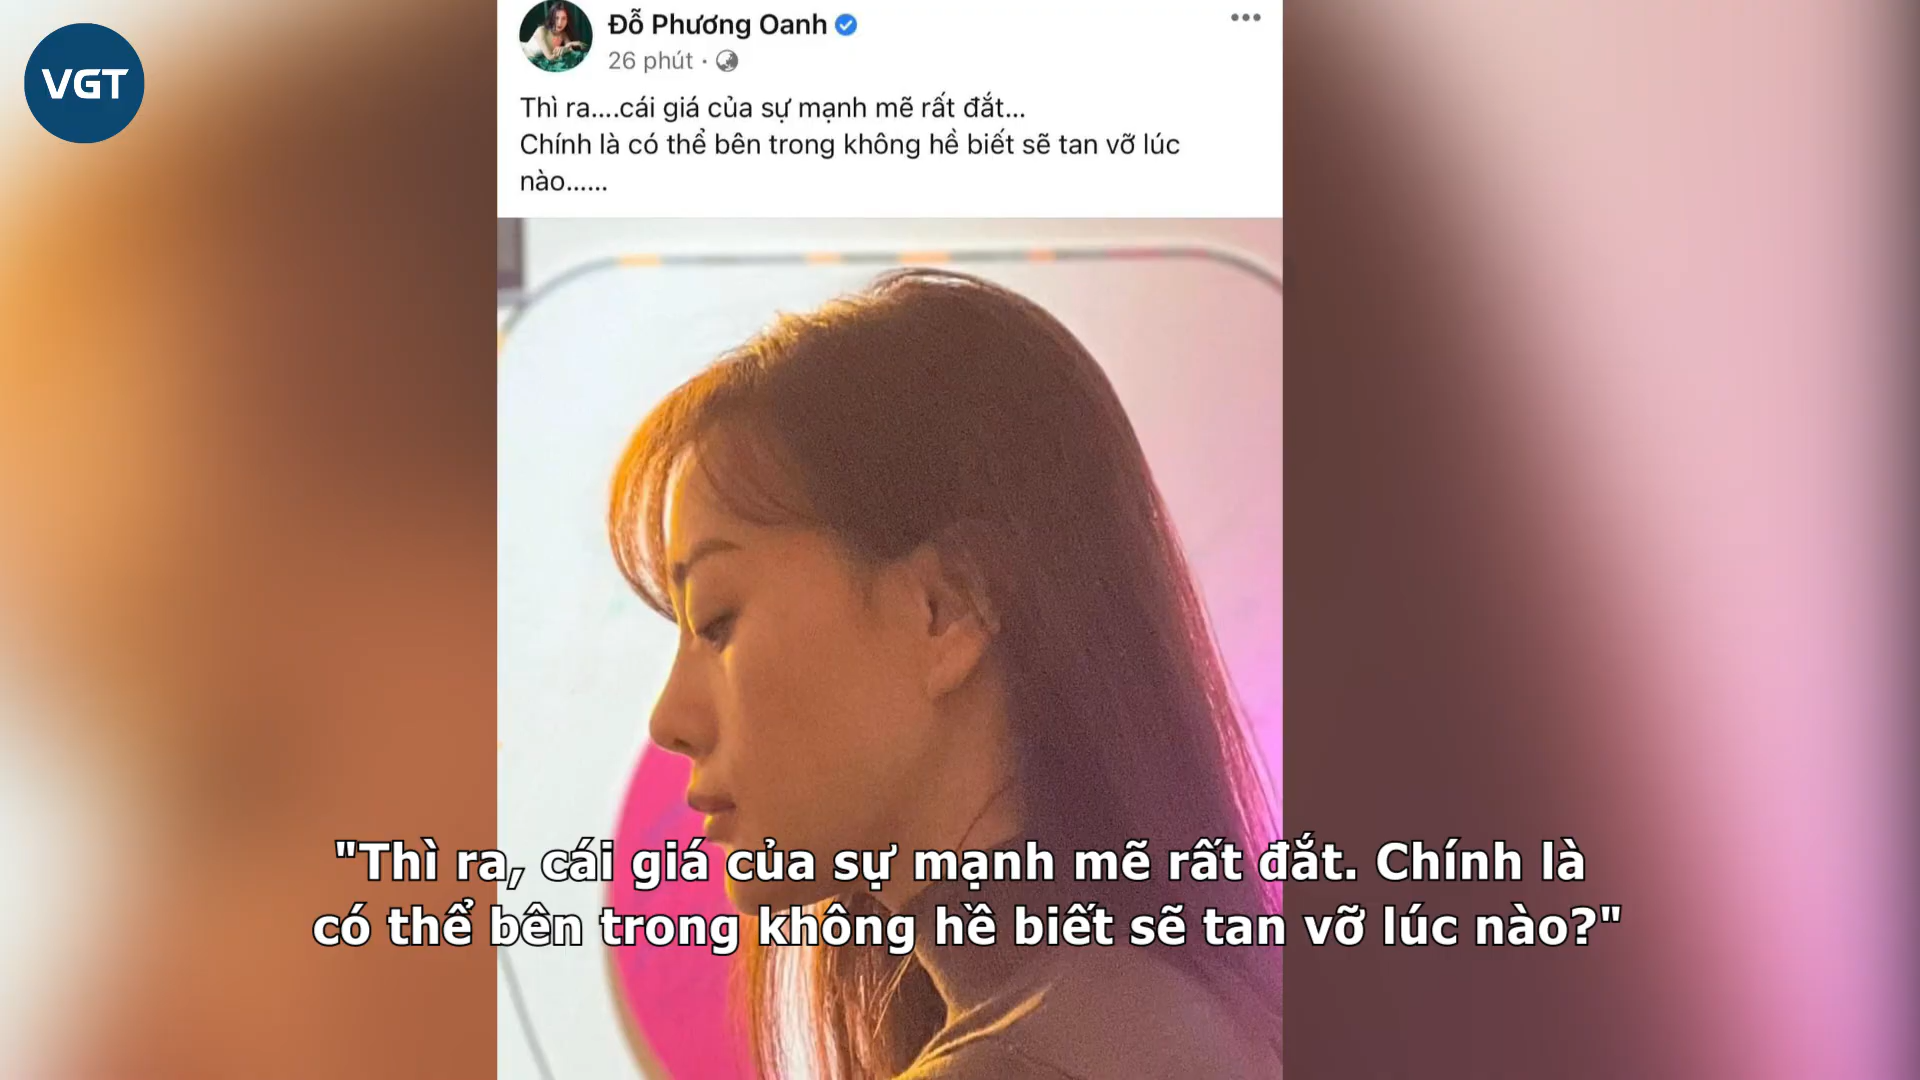 VGT
Đỗ Phương Oanh
26 phút ·
Thì ra....cái giá của sự mạnh mẽ rất đắt...
Chính là có thể bên trong không hề biết sẽ tan vỡ lúc
nào......
"Thì ra, cái giá của sự mạnh mẽ rất đắt. Chính là
có thể bên trong không hề biết sẽ tan vỡ lúc nào?"